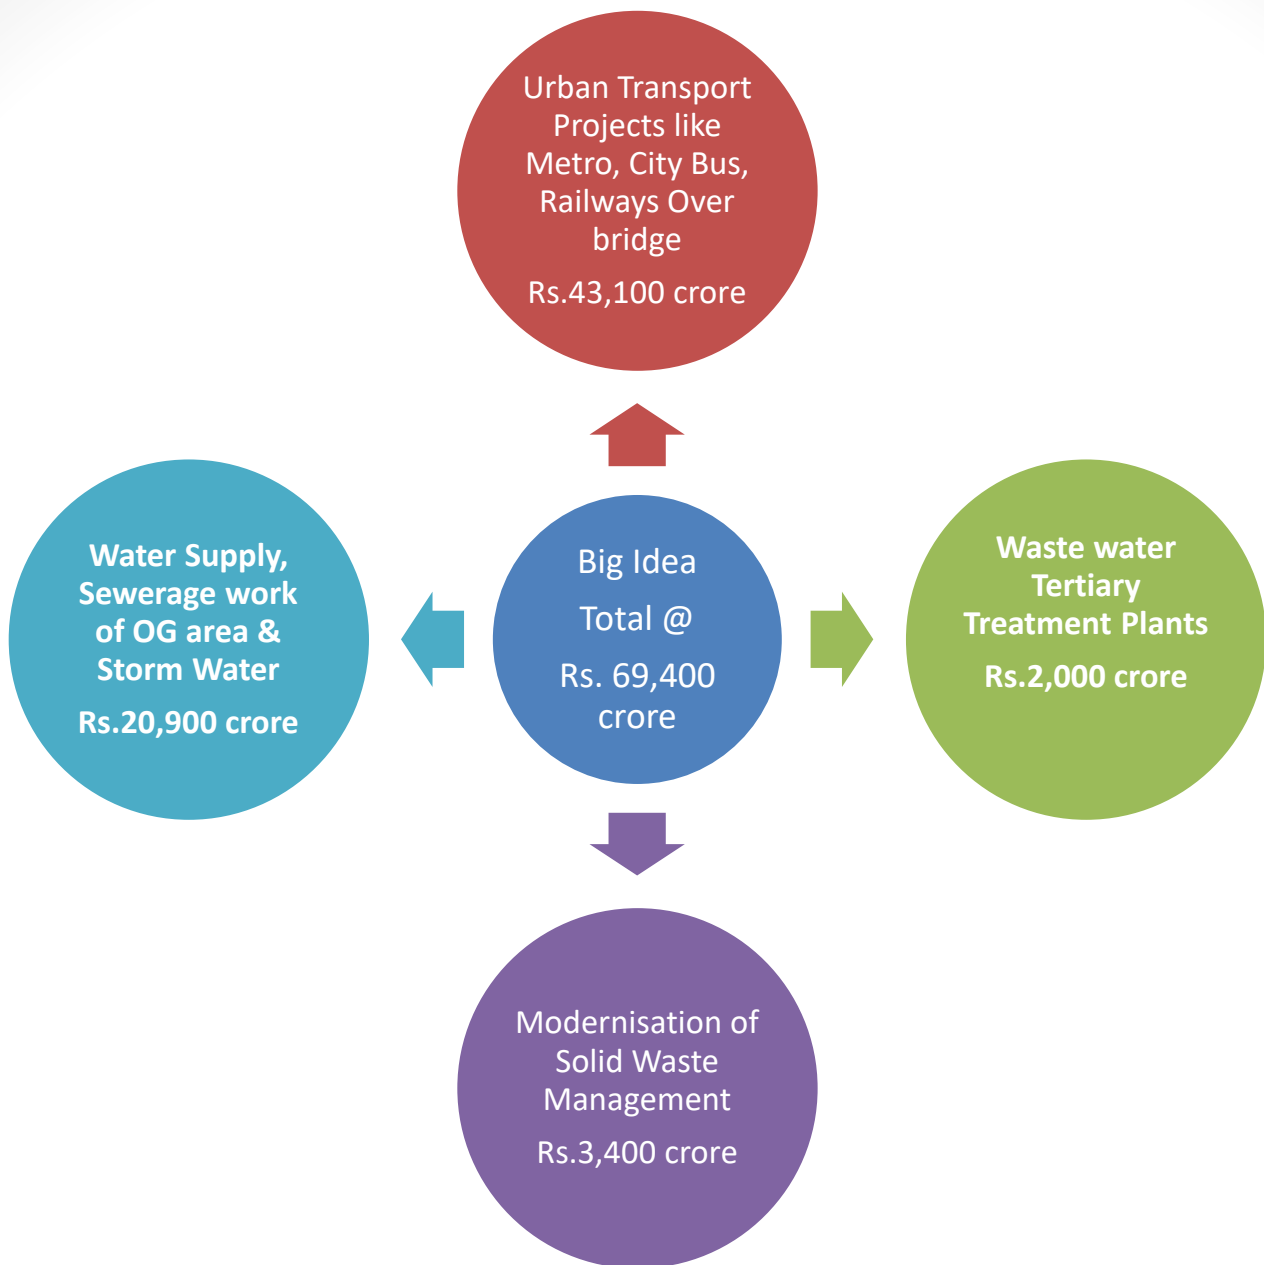 Urban Transport
Projects like
Metro, City Bus,
Railways Over
bridge
Rs.43,100 crore
Water Supply,
Sewerage work
of OG area &
Storm Water
Rs.20,900 crore
Big Idea
Total @
Rs. 69,400
crore
Waste water
Tertiary
Treatment Plants
Rs.2,000 crore
Modernisation of
Solid Waste
Management
Rs.3,400 crore